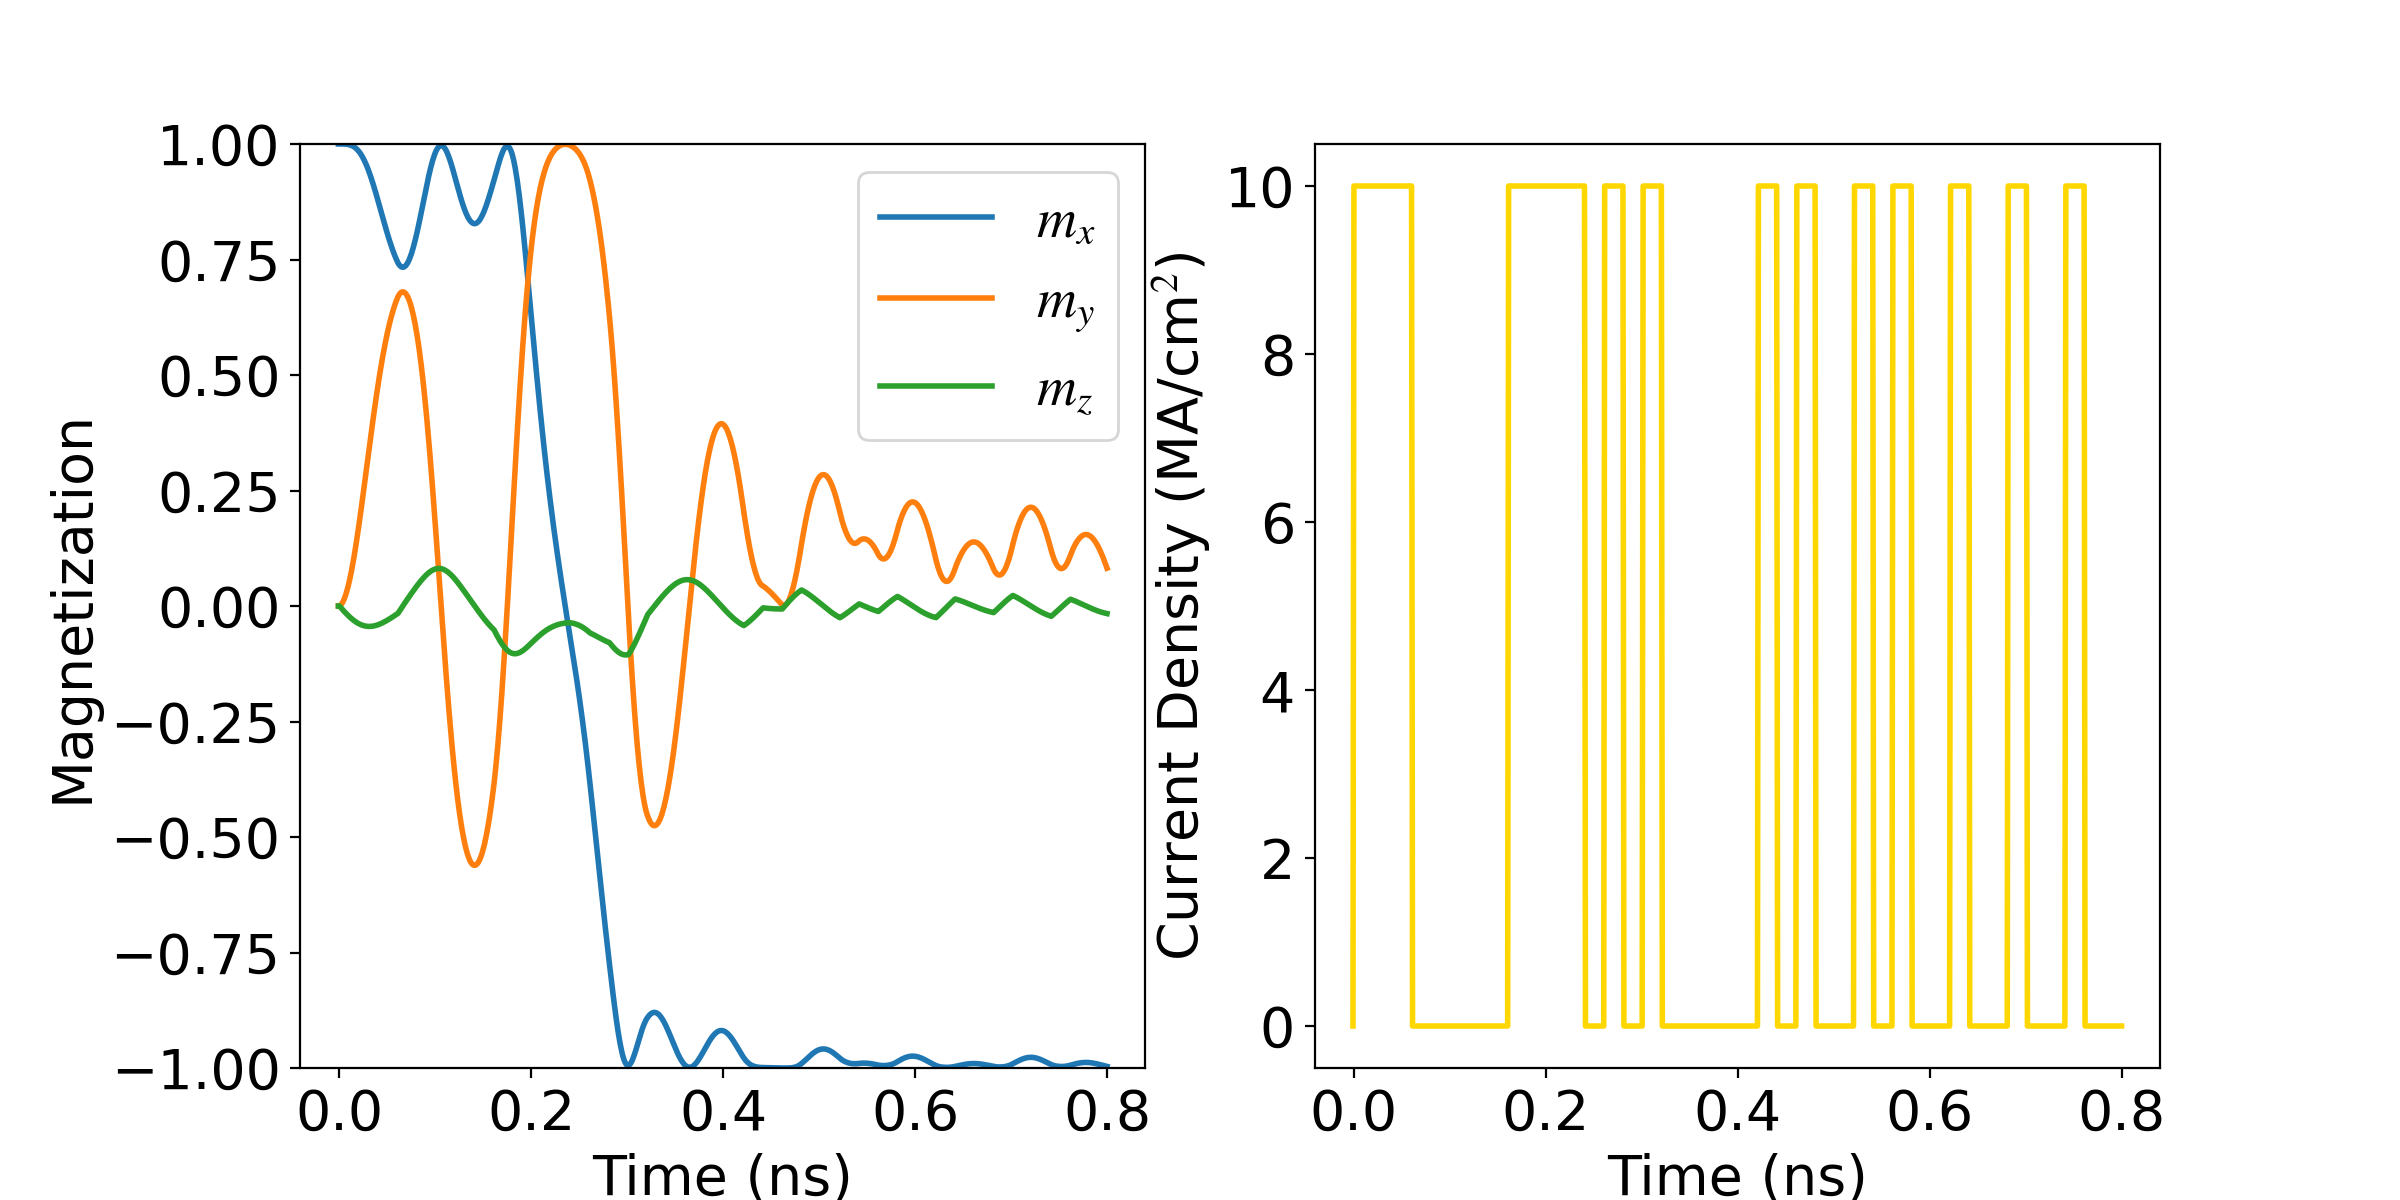 1.00
0.75
0.50
0.25
0.00
−0.25
−0.50
−0.75
−1.00
Magnetization
0.0 0.2 0.4 0.6 0.8
Time (ns)
m_x
m_y
m_z
10
8
6
4
2
0
Current Density (MA/cm²)
0.0 0.2 0.4 0.6 0.8
Time (ns)